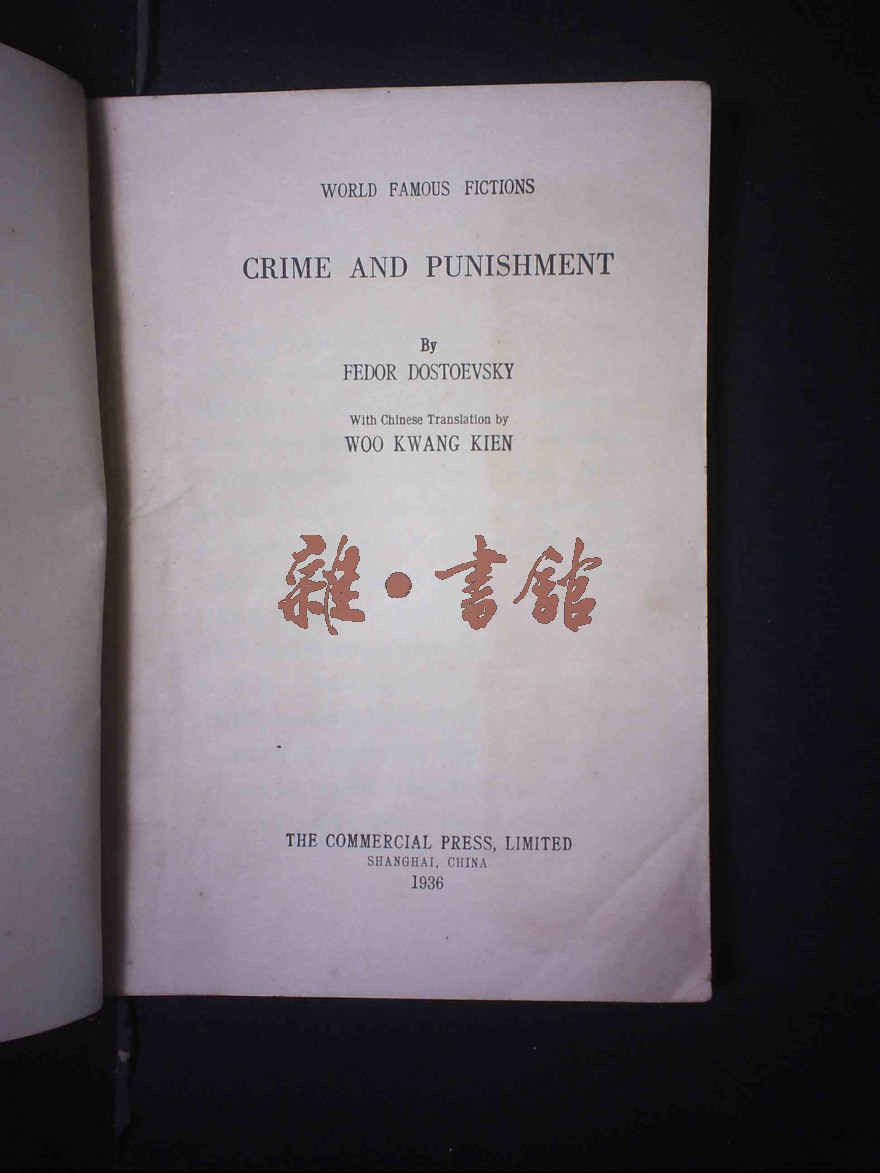 WORLD FAMOUS FICTIONS
CRIME AND PUNISHMENT
By
FEDOR DOSTOEVSKY
With Chinese Translation by
WOO KWANG KIEN
雜·書館
THE COMMERCIAL PRESS, LIMITED
SHANGHAI, CHINA
1936